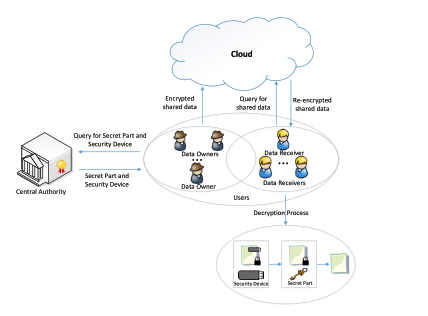 Cloud
Encrypted
shared data
Query for
shared data
Re-encrypted
shared data
Query for Secret Part and
Security Device
Data Owners
Data Receiver
Secret Part and
Security Device
Data Owner
Data Receivers
Central Authority
Users
Decryption Process
Security Device
Secret Part